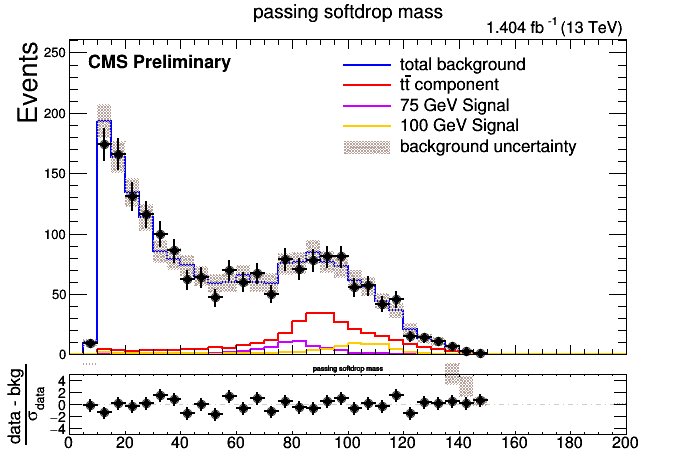 passing softdrop mass
1.404 fb⁻¹ (13 TeV)
CMS Preliminary
Events
total background
tt̄ component
75 GeV Signal
100 GeV Signal
background uncertainty
250
200
150
100
50
0
passing softdrop mass
data - bkg
σ data
4
2
0
−2
−4
0 20 40 60 80 100 120 140 160 180 200